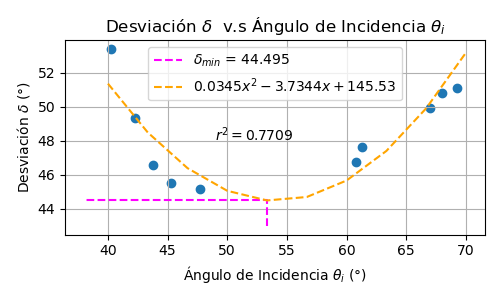 Desviación δ v.s Ángulo de Incidencia θᵢ
Desviación δ (°)
52
50
48
46
44
δₘᵢₙ = 44.495
0.0345x² − 3.7344x + 145.53
r² = 0.7709
40 45 50 55 60 65 70
Ángulo de Incidencia θᵢ (°)